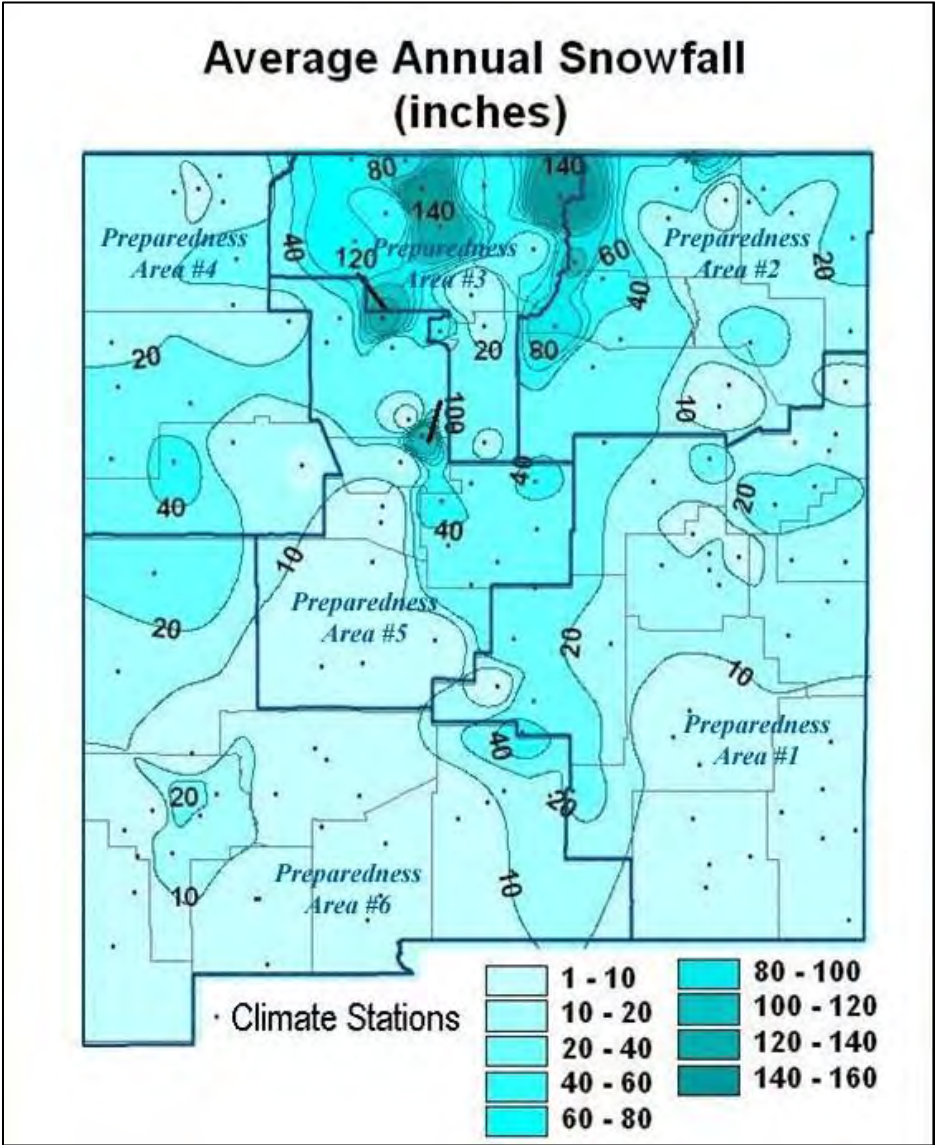 Average Annual Snowfall
(inches)
80
140
140
Preparedness
Area #4
40
120
Preparedness
Area #3
60
Preparedness
Area #2
20
40
20
20
80
10
100
40
40
20
40
10
20
Preparedness
Area #5
20
10
Preparedness
Area #1
40
20
20
10
10
Preparedness
Area #6
1 - 10
10 - 20
20 - 40
40 - 60
60 - 80
80 - 100
100 - 120
120 - 140
140 - 160
· Climate Stations